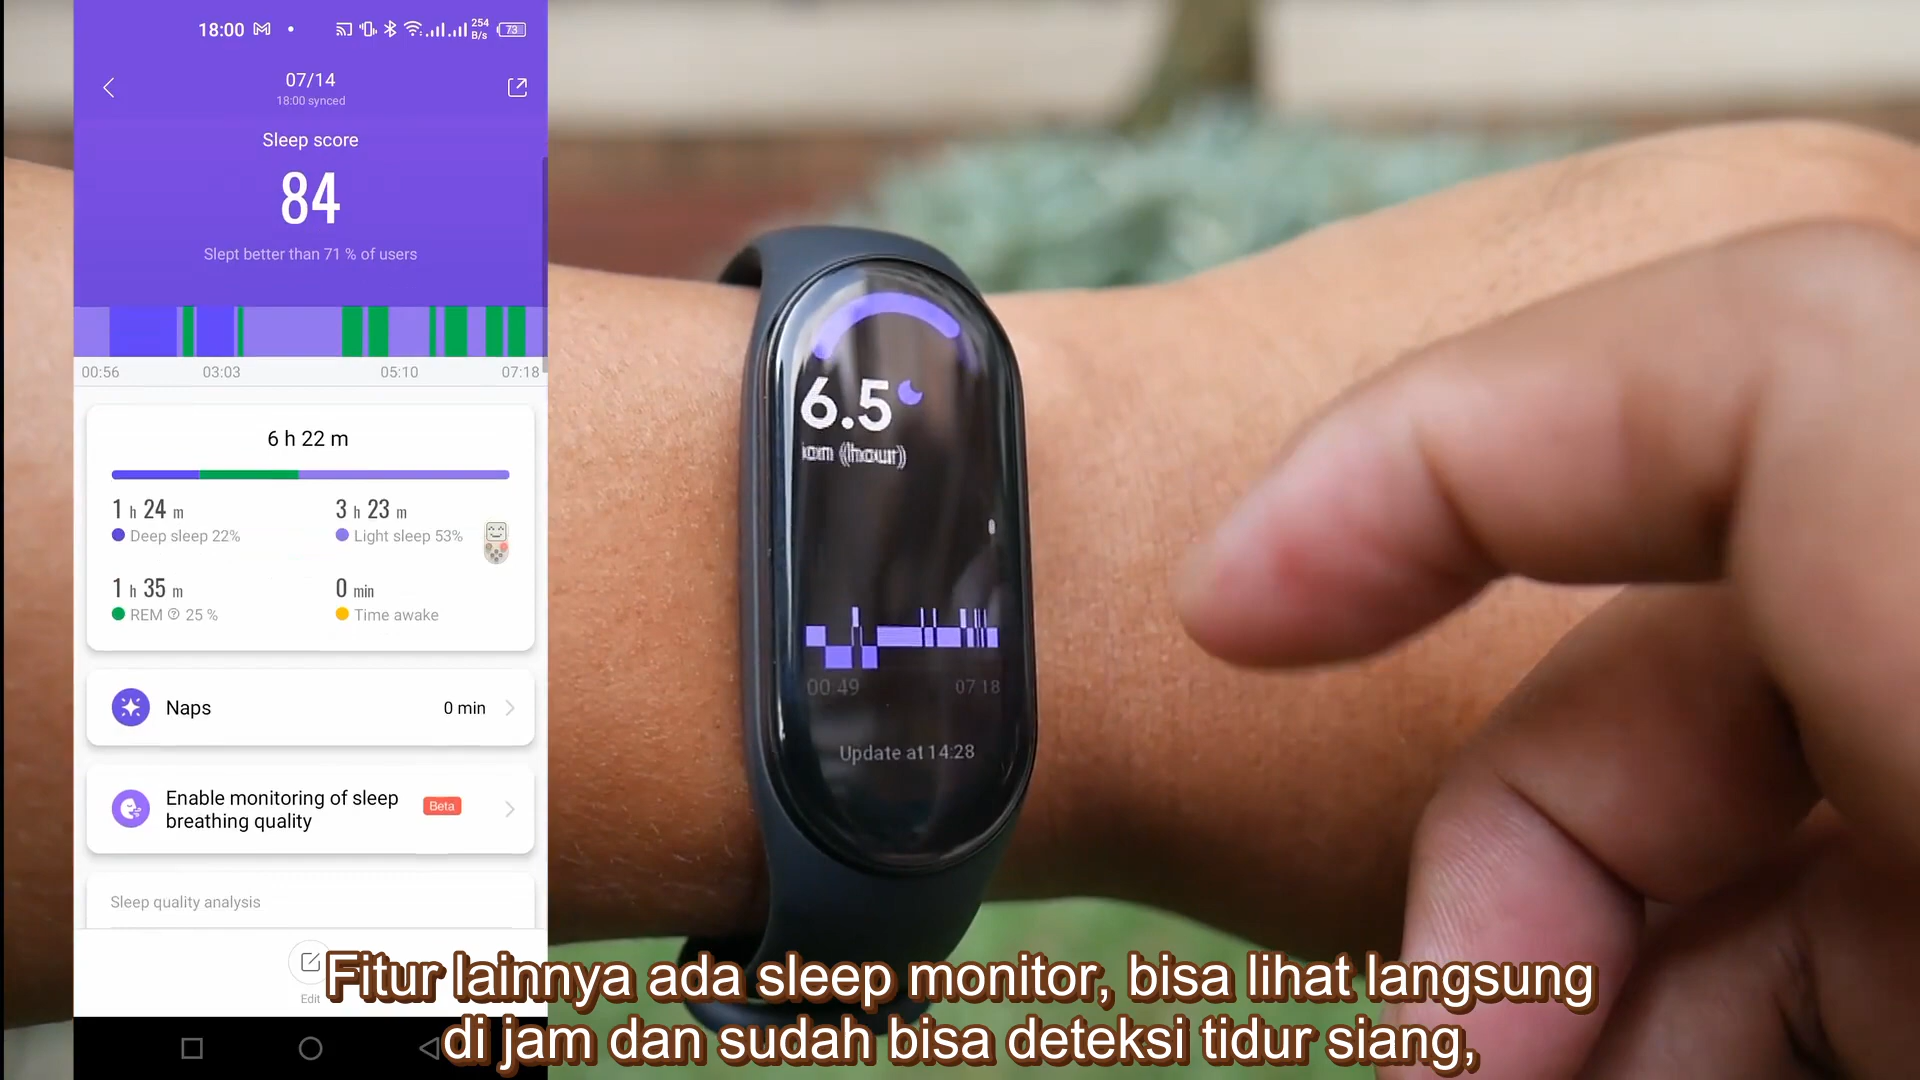 18:00
254
B/s
73
07/14
18:00 synced
Sleep score
84
Slept better than 71 % of users
00:56 03:03 05:10 07:18
6 h 22 m
1 h 24 m 3 h 23 m
Deep sleep 22% Light sleep 53%
1 h 35 m 0 min
REM 25 % Time awake
Naps 0 min
Enable monitoring of sleep Beta
breathing quality
Sleep quality analysis
Edit
6.5
(hour)
00:49 07:18
Update at 14:28
Fitur lainnya ada sleep monitor, bisa lihat langsung
di jam dan sudah bisa deteksi tidur siang,